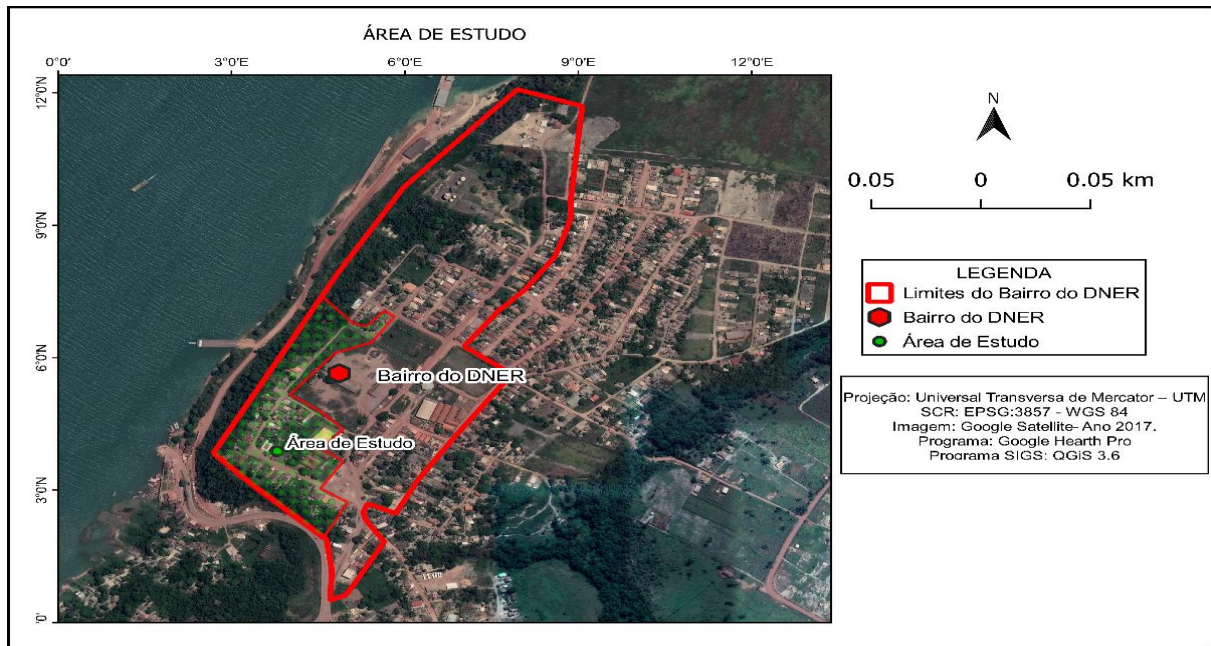 ÁREA DE ESTUDO
0°0'E
3°0'E
6°0'E
9°0'E
12°0'E
12°0'N
9°0'N
6°0'N
3°0'N
0°0'
Bairro do DNER
Área de Estudo
N
0.05
0
0.05 km
LEGENDA
Limites do Bairro do DNER
Bairro do DNER
Área de Estudo
Projeção: Universal Transversa de Mercator – UTM
SCR: EPSG:3857 - WGS 84
Imagem: Google Satellite- Ano 2017.
Programa: Google Hearth Pro
Programa SIGS: QGiS 3.6